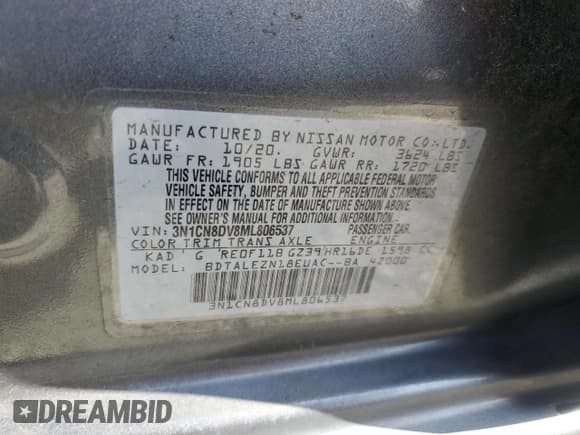 MANUFACTURED BY NISSAN MOTOR CO., LTD.
DATE: 10/20. GVWR: 3624 LBS
GAWR FR: 1905 LBS GAWR RR: 1720 LBS
THIS VEHICLE CONFORMS TO ALL APPLICABLE FEDERAL MOTOR
VEHICLE SAFETY, BUMPER AND THEFT PREVENTION STANDARDS
IN EFFECT ON THE DATE OF MANUFACTURE SHOWN ABOVE.
SEE OWNER'S MANUAL FOR ADDITIONAL INFORMATION.
VIN: 3N1CN8DV8ML806537 PASSENGER CAR
COLOR TRIM TRANS AXLE ENGINE
KAD G RE0F11B GZ39 HR16DE 1598 CC
MODEL: BDTALEZN18EUAC--BA 42000
3N1CN8DV8ML806537
DREAMBID